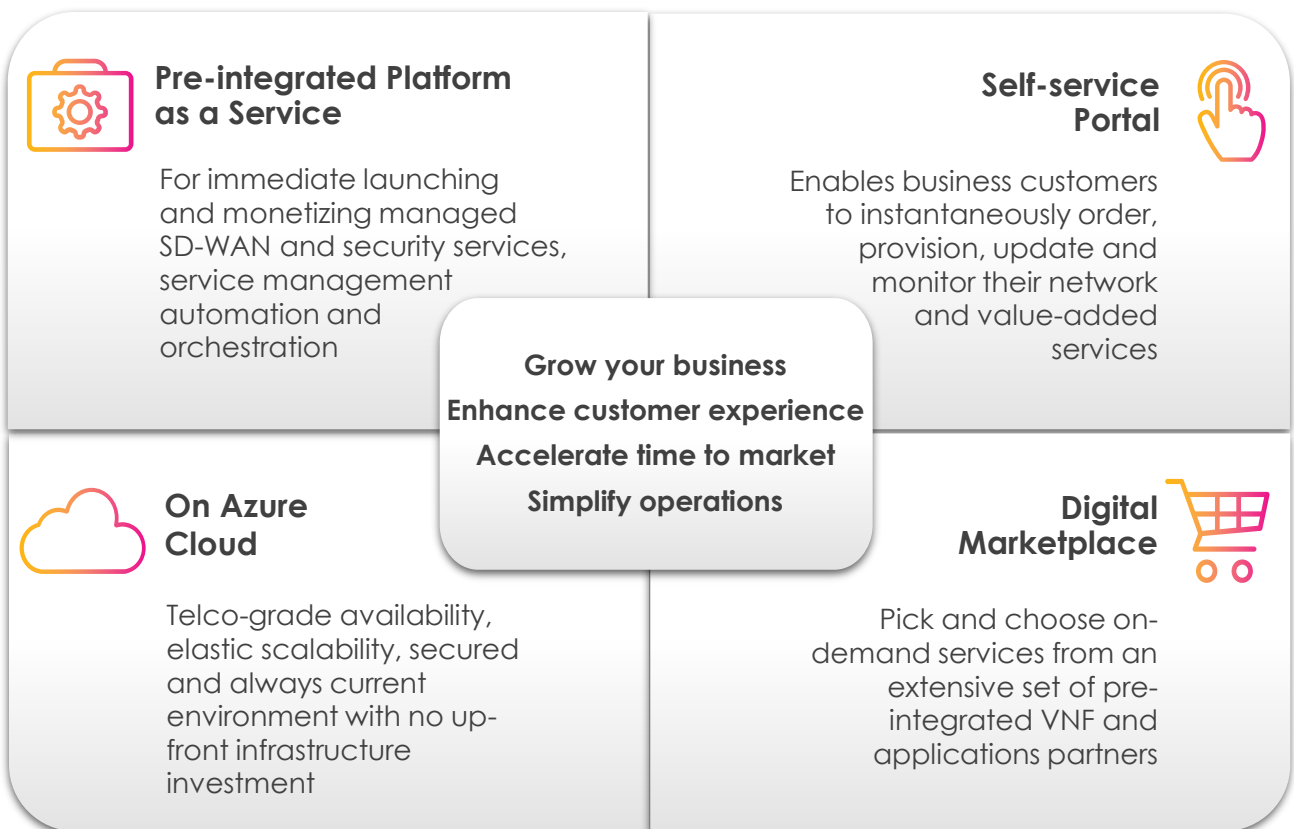 Pre-integrated Platform
as a Service
For immediate launching
and monetizing managed
SD-WAN and security services,
service management
automation and
orchestration
Self-service
Portal
Enables business customers
to instantaneously order,
provision, update and
monitor their network
and value-added
services
Grow your business
Enhance customer experience
Accelerate time to market
Simplify operations
On Azure
Cloud
Telco-grade availability,
elastic scalability, secured
and always current
environment with no up-
front infrastructure
investment
Digital
Marketplace
Pick and choose on-
demand services from an
extensive set of pre-
integrated VNF and
applications partners